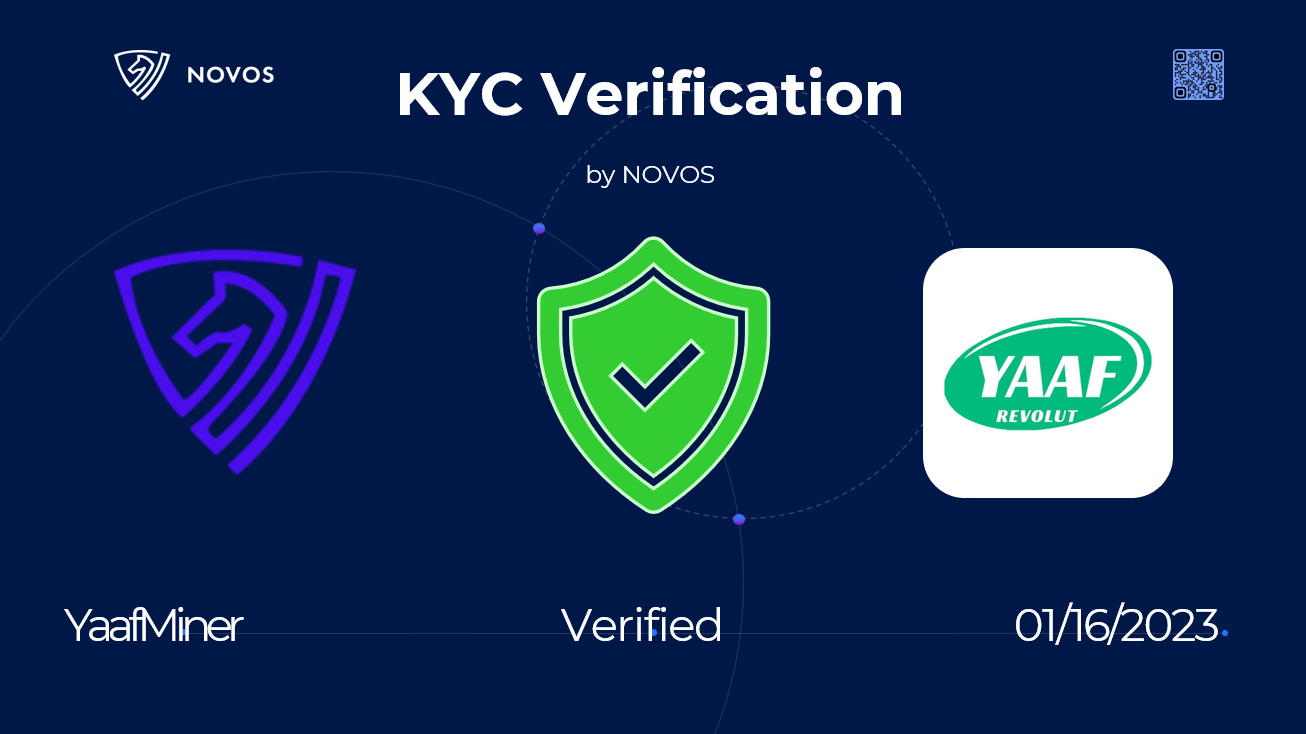 NOVOS
KYC Verification
by NOVOS
YAAF
REVOLUT
YaafMiner
Verified
01/16/2023